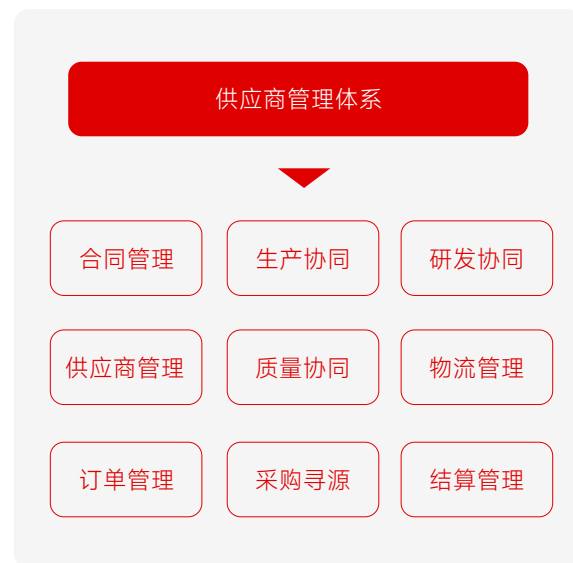 供应商管理体系
合同管理
生产协同
研发协同
供应商管理
质量协同
物流管理
订单管理
采购寻源
结算管理